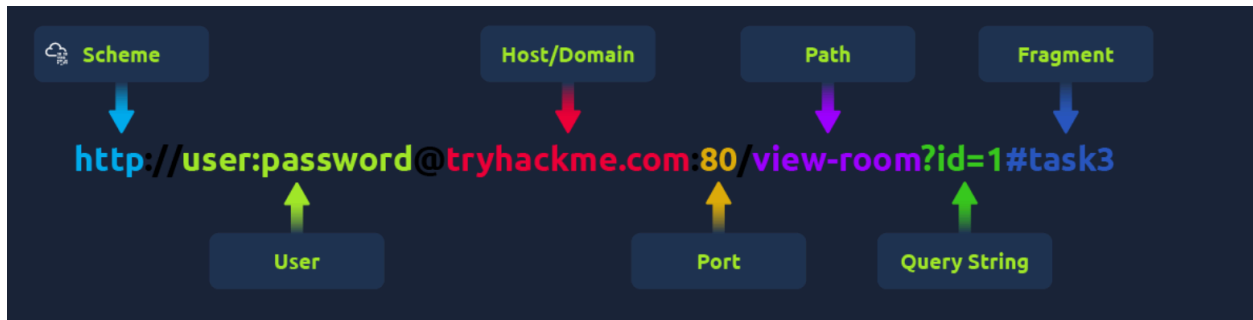 Scheme Host/Domain Path Fragment
http://user:password@tryhackme.com:80/view-room?id=1#task3
User Port Query String